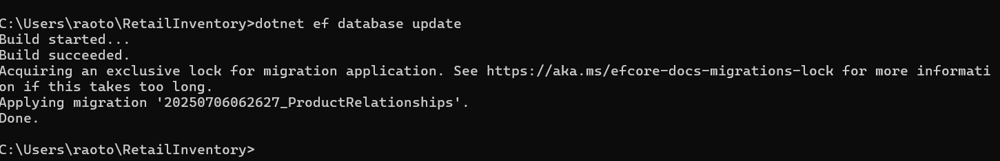 C:\Users\raoto\RetailInventory>dotnet ef database update
Build started...
Build succeeded.
Acquiring an exclusive lock for migration application. See https://aka.ms/efcore-docs-migrations-lock for more informati
on if this takes too long.
Applying migration '20250706062627_ProductRelationships'.
Done.
C:\Users\raoto\RetailInventory>